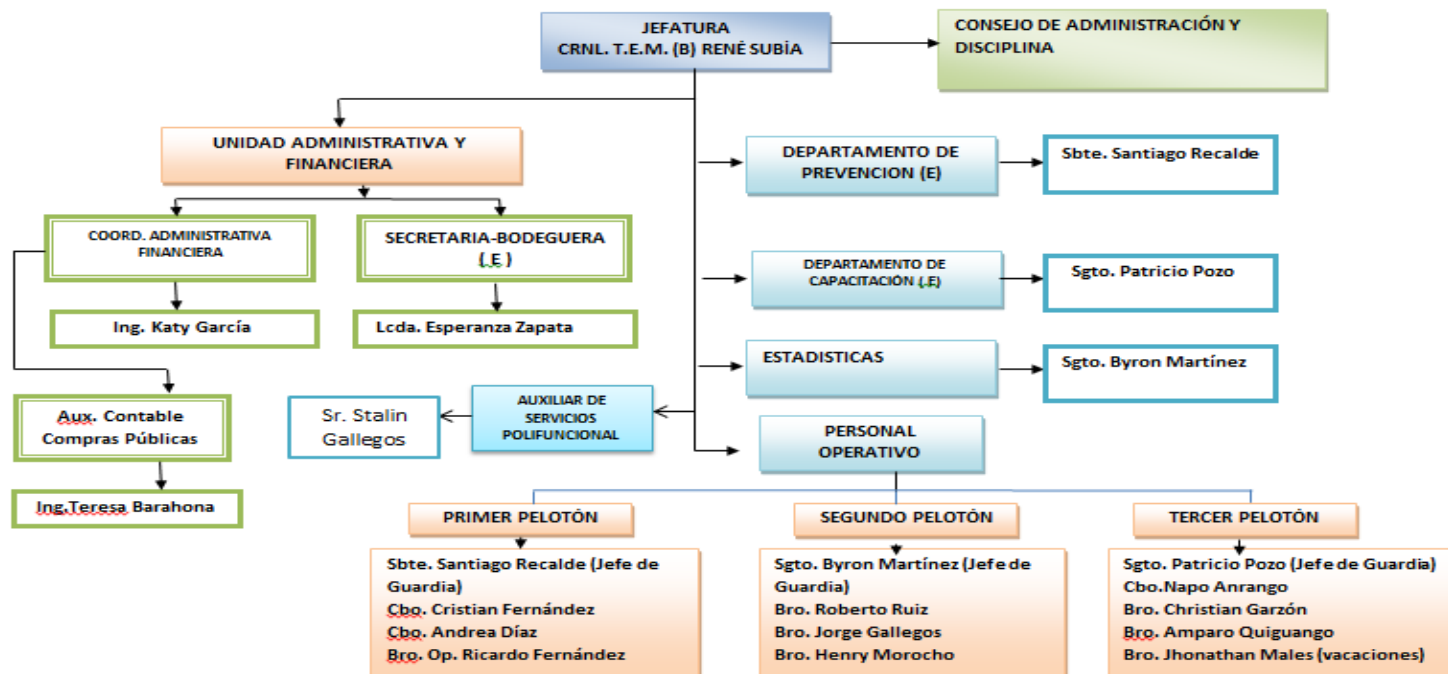 JEFATURA
CRNL. T.E.M. (B) RENÉ SUBÌA
CONSEJO DE ADMINISTRACIÓN Y
DISCIPLINA
UNIDAD ADMINISTRATIVA Y
FINANCIERA
COORD. ADMINISTRATIVA
FINANCIERA
SECRETARIA-BODEGUERA
( E )
Ing. Katy García
Lcda. Esperanza Zapata
Aux. Contable
Compras Públicas
Ing.Teresa Barahona
DEPARTAMENTO DE
PREVENCION (E)
Sbte. Santiago Recalde
DEPARTAMENTO DE
CAPACITACIÓN (.E)
Sgto. Patricio Pozo
ESTADISTICAS
Sgto. Byron Martínez
AUXILIAR DE
SERVICIOS
POLIFUNCIONAL
Sr. Stalin
Gallegos
PERSONAL
OPERATIVO
PRIMER PELOTÓN
Sbte. Santiago Recalde (Jefe de
Guardia)
Cbo. Cristian Fernández
Cbo. Andrea Díaz
Bro. Op. Ricardo Fernández
SEGUNDO PELOTÓN
Sgto. Byron Martínez (Jefe de
Guardia)
Bro. Roberto Ruiz
Bro. Jorge Gallegos
Bro. Henry Morocho
TERCER PELOTÓN
Sgto. Patricio Pozo (Jefe de Guardia)
Cbo.Napo Anrango
Bro. Christian Garzón
Bro. Amparo Quiguango
Bro. Jhonathan Males (vacaciones)